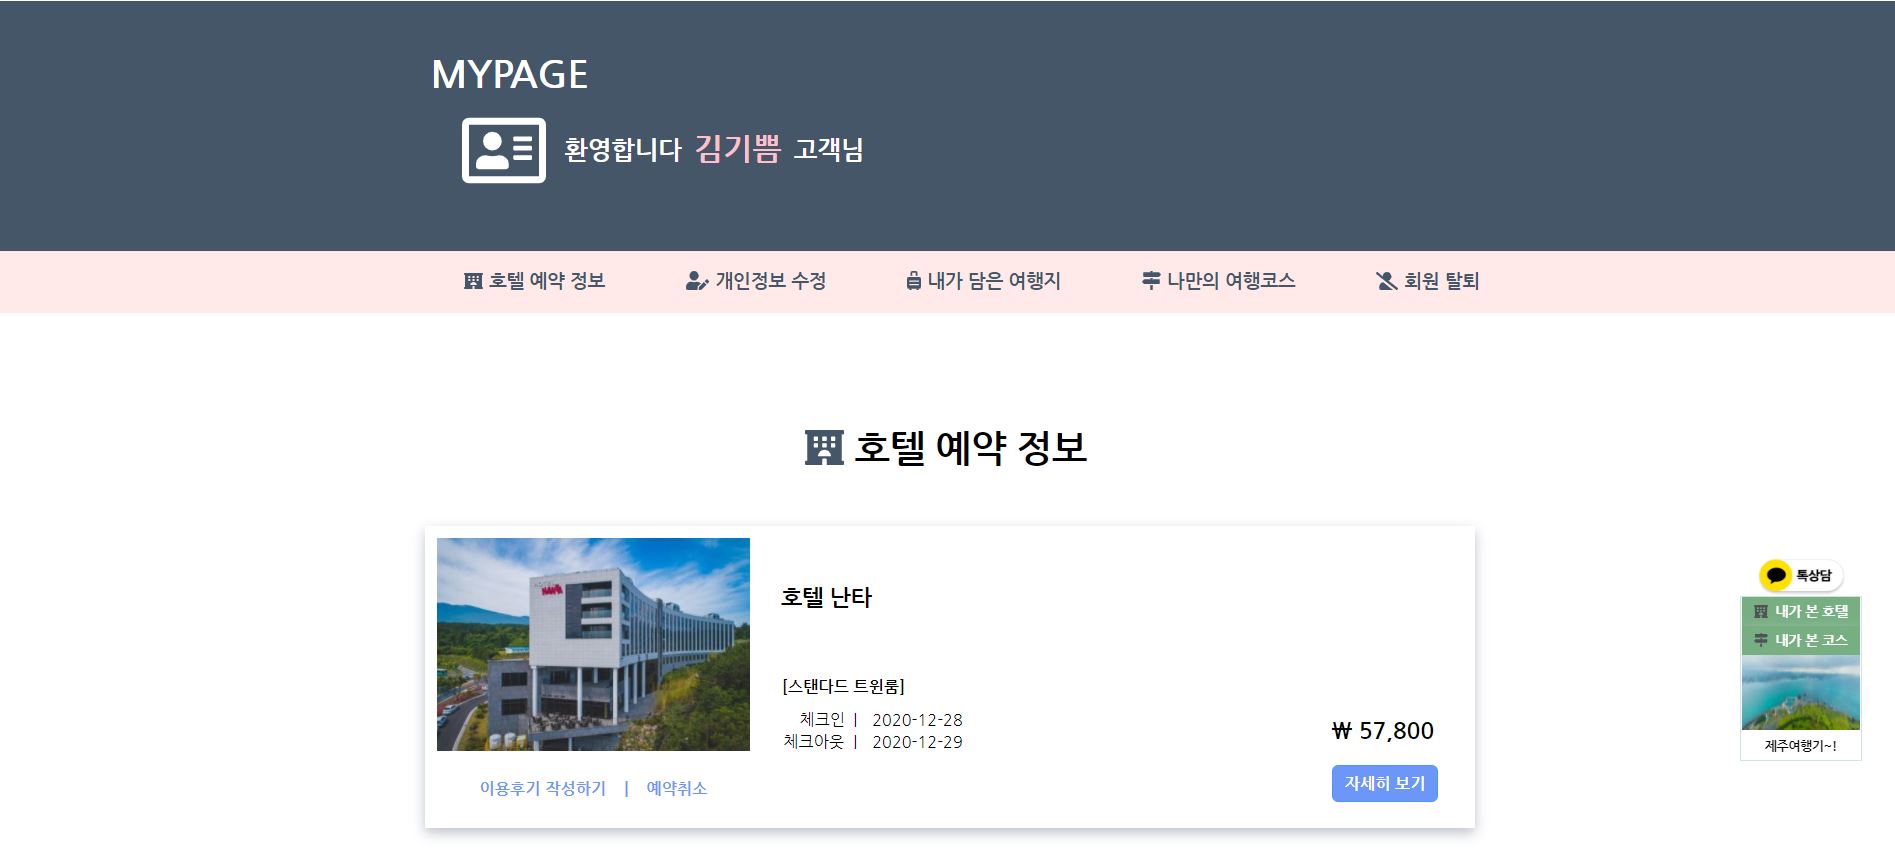 MYPAGE
환영합니다 김기쁨 고객님
호텔 예약 정보 개인정보 수정 내가 담은 여행지 나만의 여행코스 회원 탈퇴
호텔 예약 정보
호텔 난타
[스탠다드 트윈룸]
체크인 | 2020-12-28
체크아웃 | 2020-12-29
₩ 57,800
이용후기 작성하기 | 예약취소
자세히 보기
톡상담
내가 본 호텔
내가 본 코스
제주여행기~!